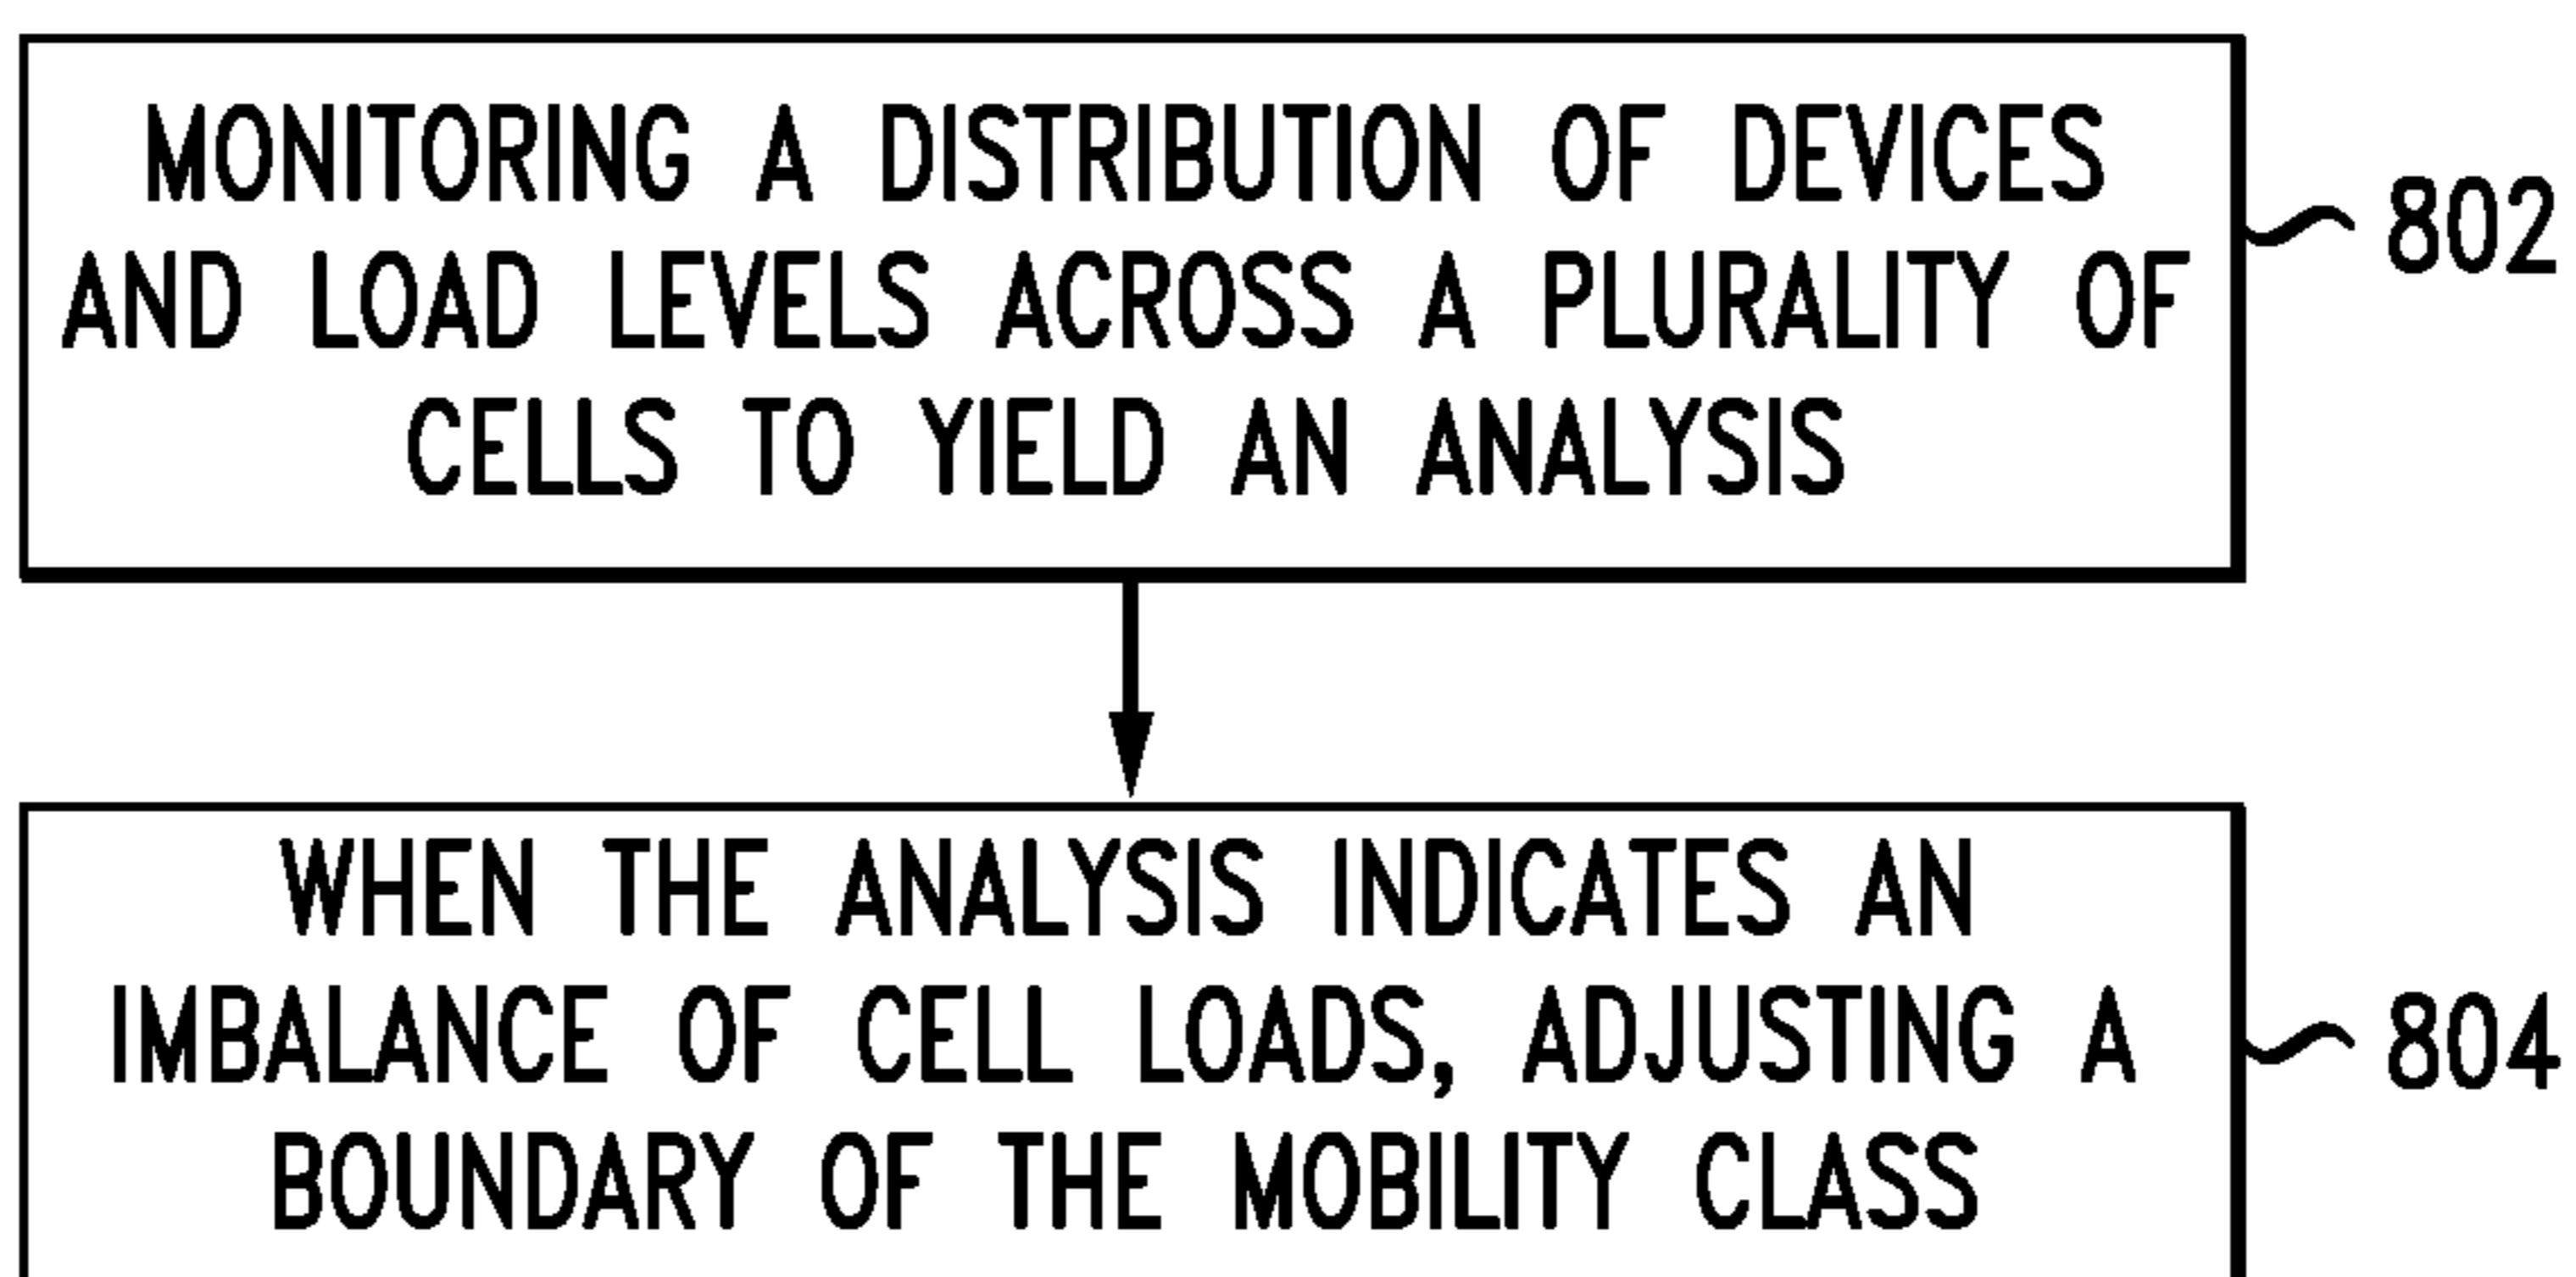 MONITORING A DISTRIBUTION OF DEVICES
AND LOAD LEVELS ACROSS A PLURALITY OF
CELLS TO YIELD AN ANALYSIS
802
WHEN THE ANALYSIS INDICATES AN
IMBALANCE OF CELL LOADS, ADJUSTING A
BOUNDARY OF THE MOBILITY CLASS
804